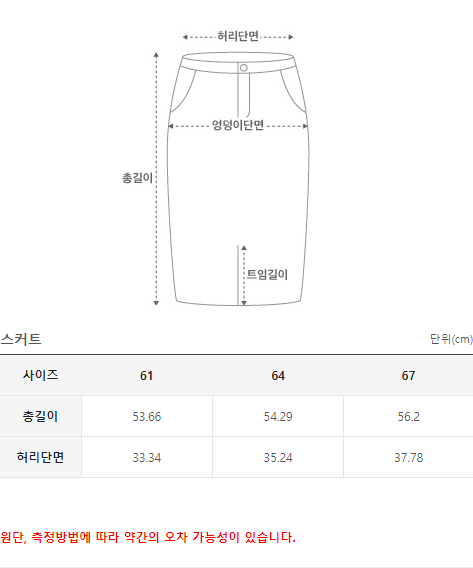 허리단면
엉덩이단면
총길이
트임길이
스커트 단위(cm)
사이즈 61 64 67
총길이 53.66 54.29 56.2
허리단면 33.34 35.24 37.78
원단, 측정방법에 따라 약간의 오차 가능성이 있습니다.